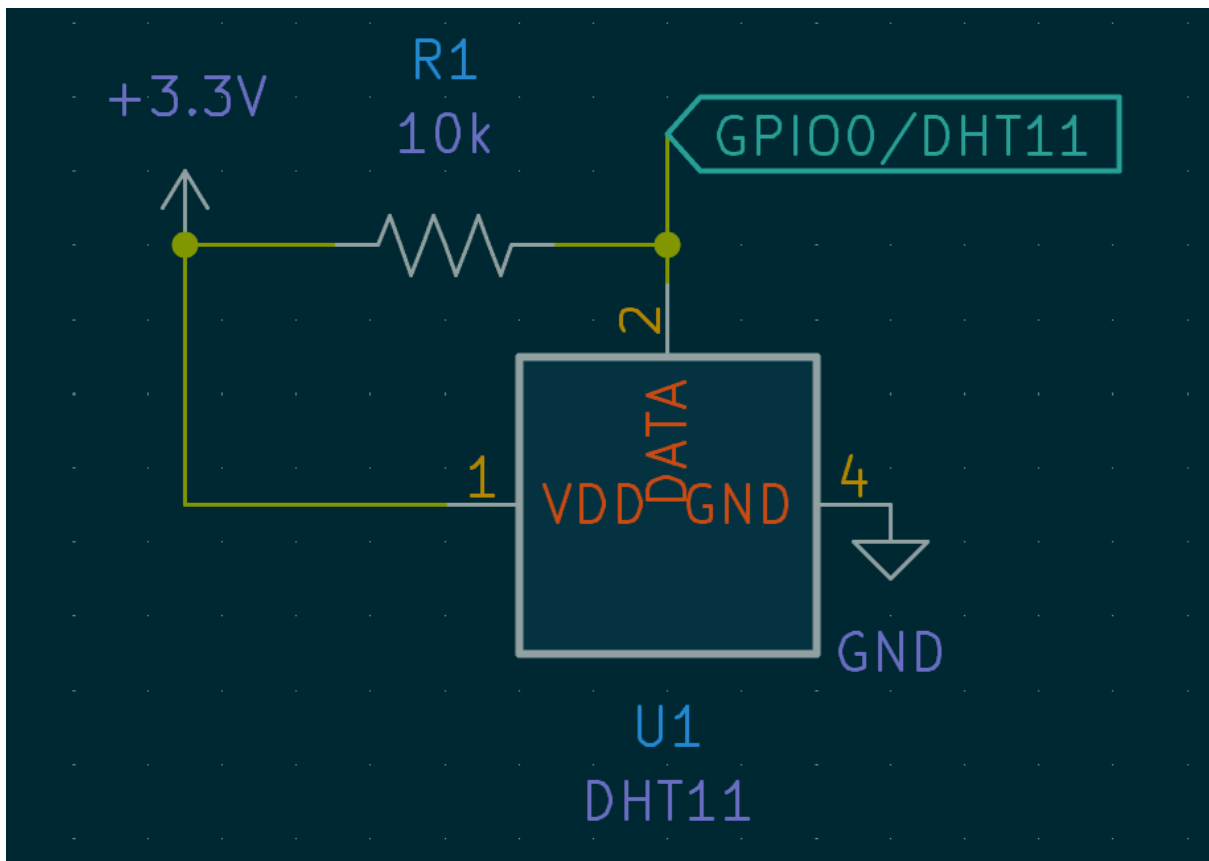 R1
+3.3V
10k
GPIO0/DHT11
2
DATA
1
VDD
GND
4
GND
U1
DHT11